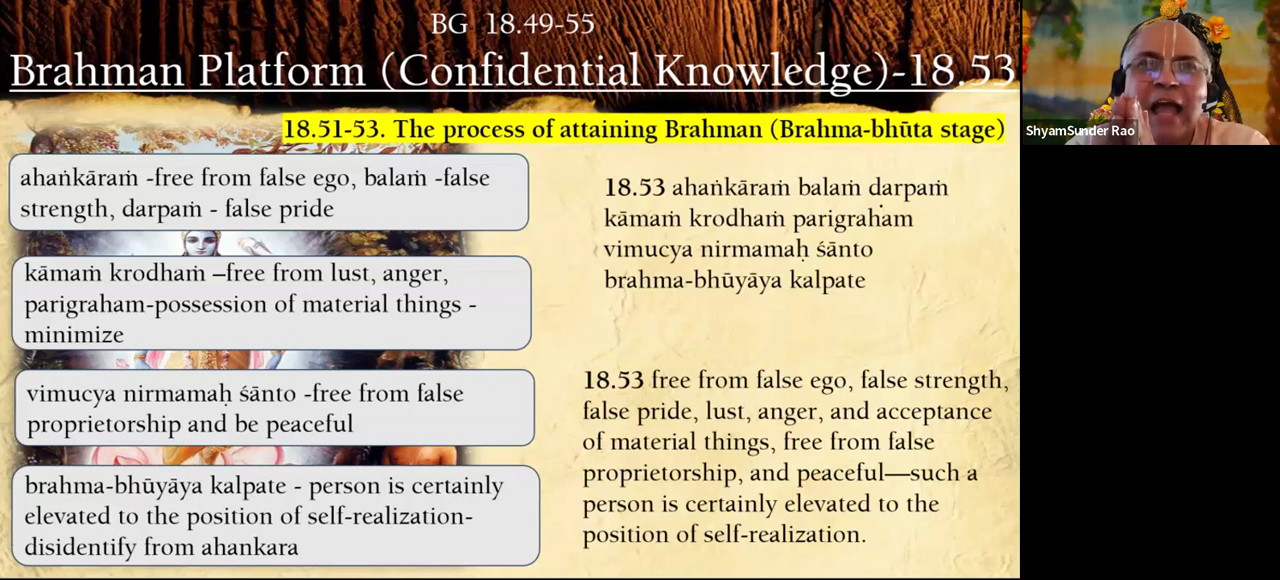 BG 18.49-55
Brahman Platform (Confidential Knowledge)-18.53
18.51-53. The process of attaining Brahman (Brahma-bhūta stage)
ahaṅkāraṁ -free from false ego, balaṁ -false
strength, darpaṁ - false pride
kāmaṁ krodhaṁ –free from lust, anger,
parigraham-possession of material things -
minimize
vimucya nirmamaḥ śānto -free from false
proprietorship and be peaceful
brahma-bhūyāya kalpate - person is certainly
elevated to the position of self-realization-
disidentify from ahankara
18.53 ahaṅkāraṁ balaṁ darpaṁ
kāmaṁ krodhaṁ parigraham
vimucya nirmamaḥ śānto
brahma-bhūyāya kalpate
18.53 free from false ego, false strength,
false pride, lust, anger, and acceptance
of material things, free from false
proprietorship, and peaceful—such a
person is certainly elevated to the
position of self-realization.
ShyamSunder Rao